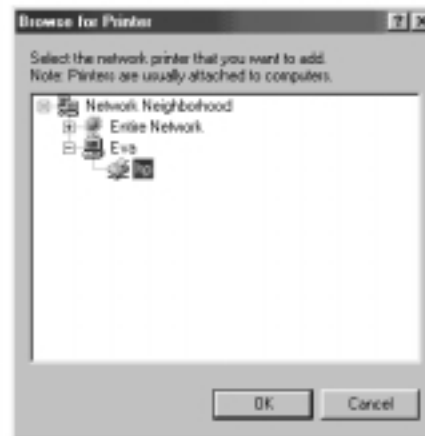 Browse for Printer
Select the network printer that you want to add.
Note: Printers are usually attached to computers.
Network Neighborhood
Entire Network
Eva
hp
OK
Cancel